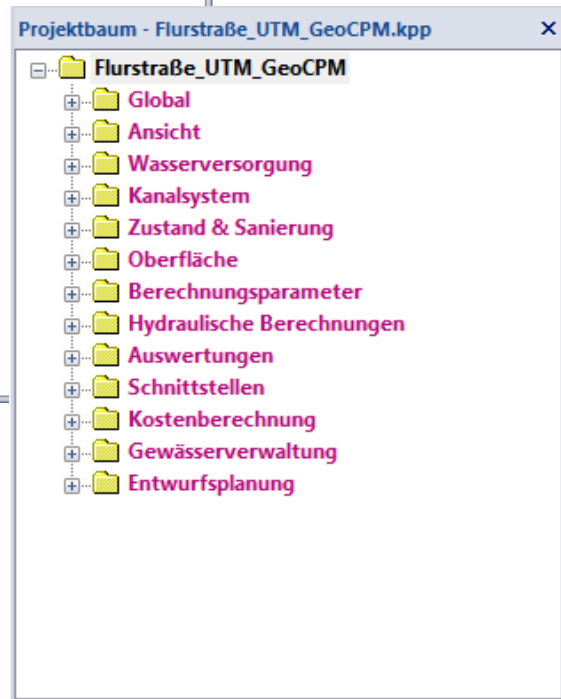 Projektbaum - Flurstraße_UTM_GeoCPM.kpp
Flurstraße_UTM_GeoCPM
Global
Ansicht
Wasserversorgung
Kanalsystem
Zustand & Sanierung
Oberfläche
Berechnungsparameter
Hydraulische Berechnungen
Auswertungen
Schnittstellen
Kostenberechnung
Gewässerverwaltung
Entwurfsplanung